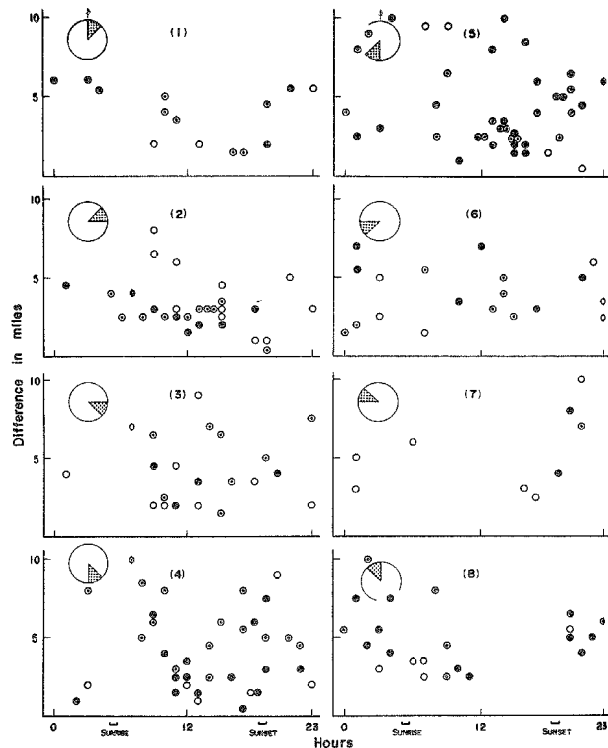 10
5
(1)
(5)
10
5
(2)
(6)
Difference in miles
10
5
(3)
(7)
10
5
(4)
(8)
0 12 23
0 12 23
SUNRISE SUNSET
SUNRISE SUNSET
Hours